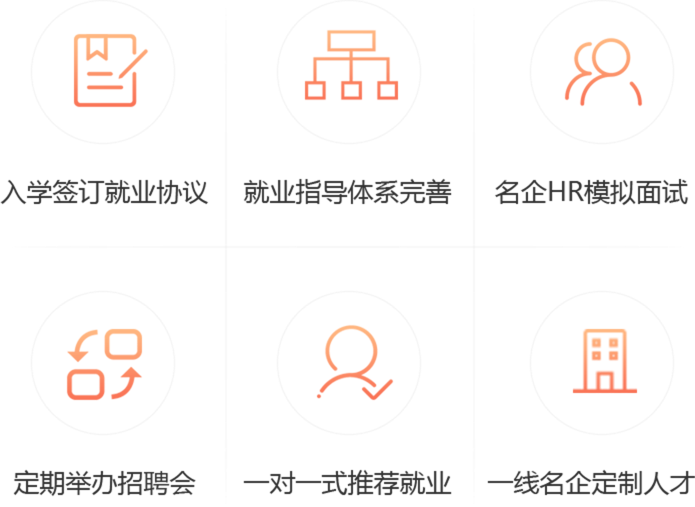 入学签订就业协议
就业指导体系完善
名企HR模拟面试
定期举办招聘会
一对一式推荐就业
一线名企定制人才